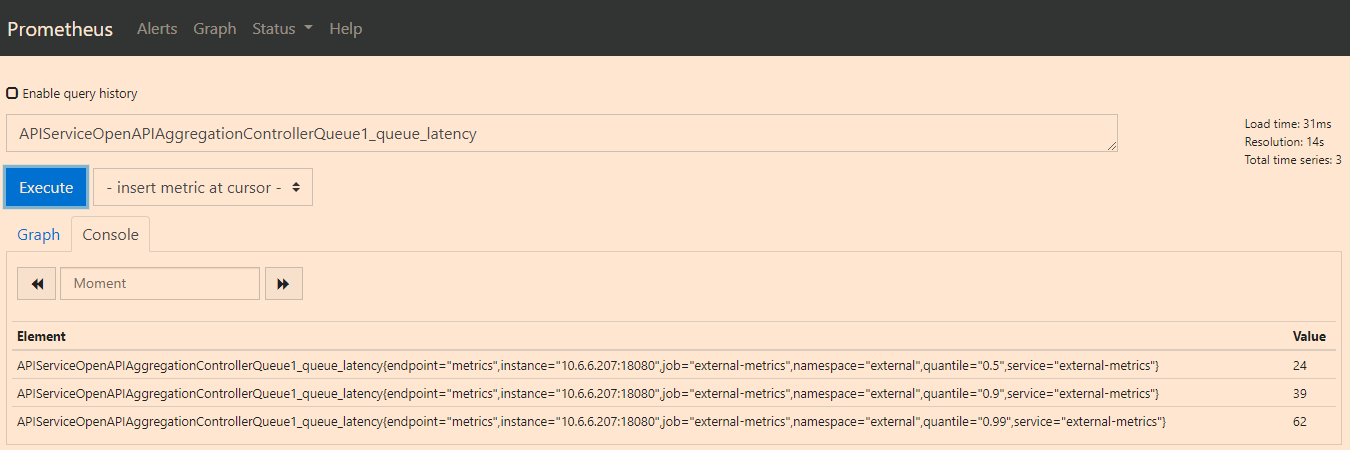 Prometheus Alerts Graph Status Help
Enable query history
APIServiceOpenAPIAggregationControllerQueue1_queue_latency
Load time: 31ms
Resolution: 14s
Total time series: 3
Execute - insert metric at cursor -
Graph Console
Moment
Element Value
APIServiceOpenAPIAggregationControllerQueue1_queue_latency{endpoint="metrics",instance="10.6.6.207:18080",job="external-metrics",namespace="external",quantile="0.5",service="external-metrics"} 24
APIServiceOpenAPIAggregationControllerQueue1_queue_latency{endpoint="metrics",instance="10.6.6.207:18080",job="external-metrics",namespace="external",quantile="0.9",service="external-metrics"} 39
APIServiceOpenAPIAggregationControllerQueue1_queue_latency{endpoint="metrics",instance="10.6.6.207:18080",job="external-metrics",namespace="external",quantile="0.99",service="external-metrics"} 62